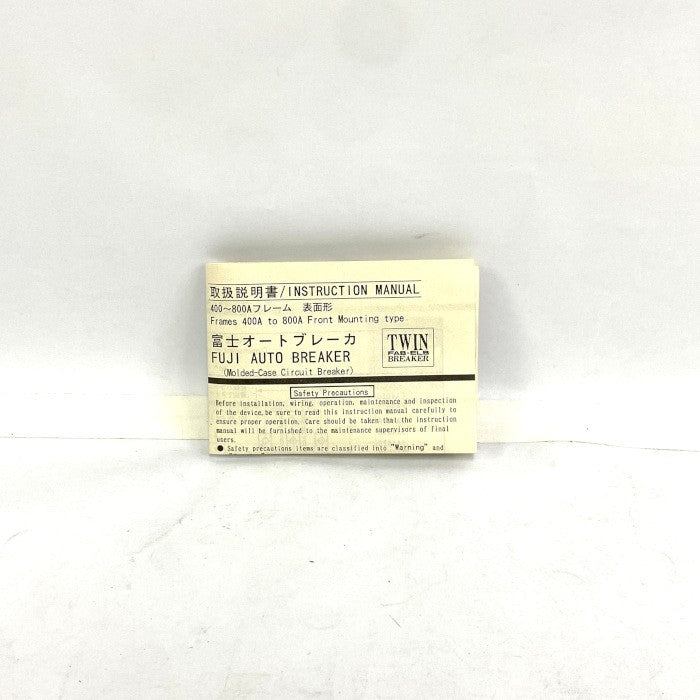 取扱説明書/INSTRUCTION MANUAL
400～800Aフレーム 表面形
Frames 400A to 800A Front Mounting type
富士オートブレーカ
FUJI AUTO BREAKER
(Molded-Case Circuit Breaker)
TWIN
FAB-ELB
BREAKER
Safety Precautions
Before installation, wiring, operation, maintenance and inspection
of the device,be sure to read this instruction manual carefully to
ensure proper operation. Care should be taken that the instruction
manual will be furnished to the maintenance supervisors of final
users.
● Safety precautions items are classified into "Warning" and